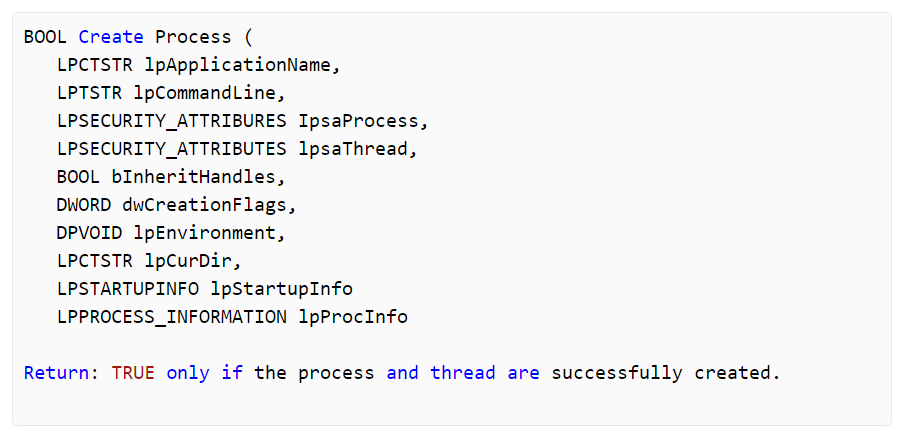 BOOL Create Process (
LPCTSTR lpApplicationName,
LPTSTR lpCommandLine,
LPSECURITY_ATTRIBURES IpsaProcess,
LPSECURITY_ATTRIBUTES lpsaThread,
BOOL bInheritHandles,
DWORD dwCreationFlags,
DPVOID lpEnvironment,
LPCTSTR lpCurDir,
LPSTARTUPINFO lpStartupInfo
LPPROCESS_INFORMATION lpProcInfo
Return: TRUE only if the process and thread are successfully created.